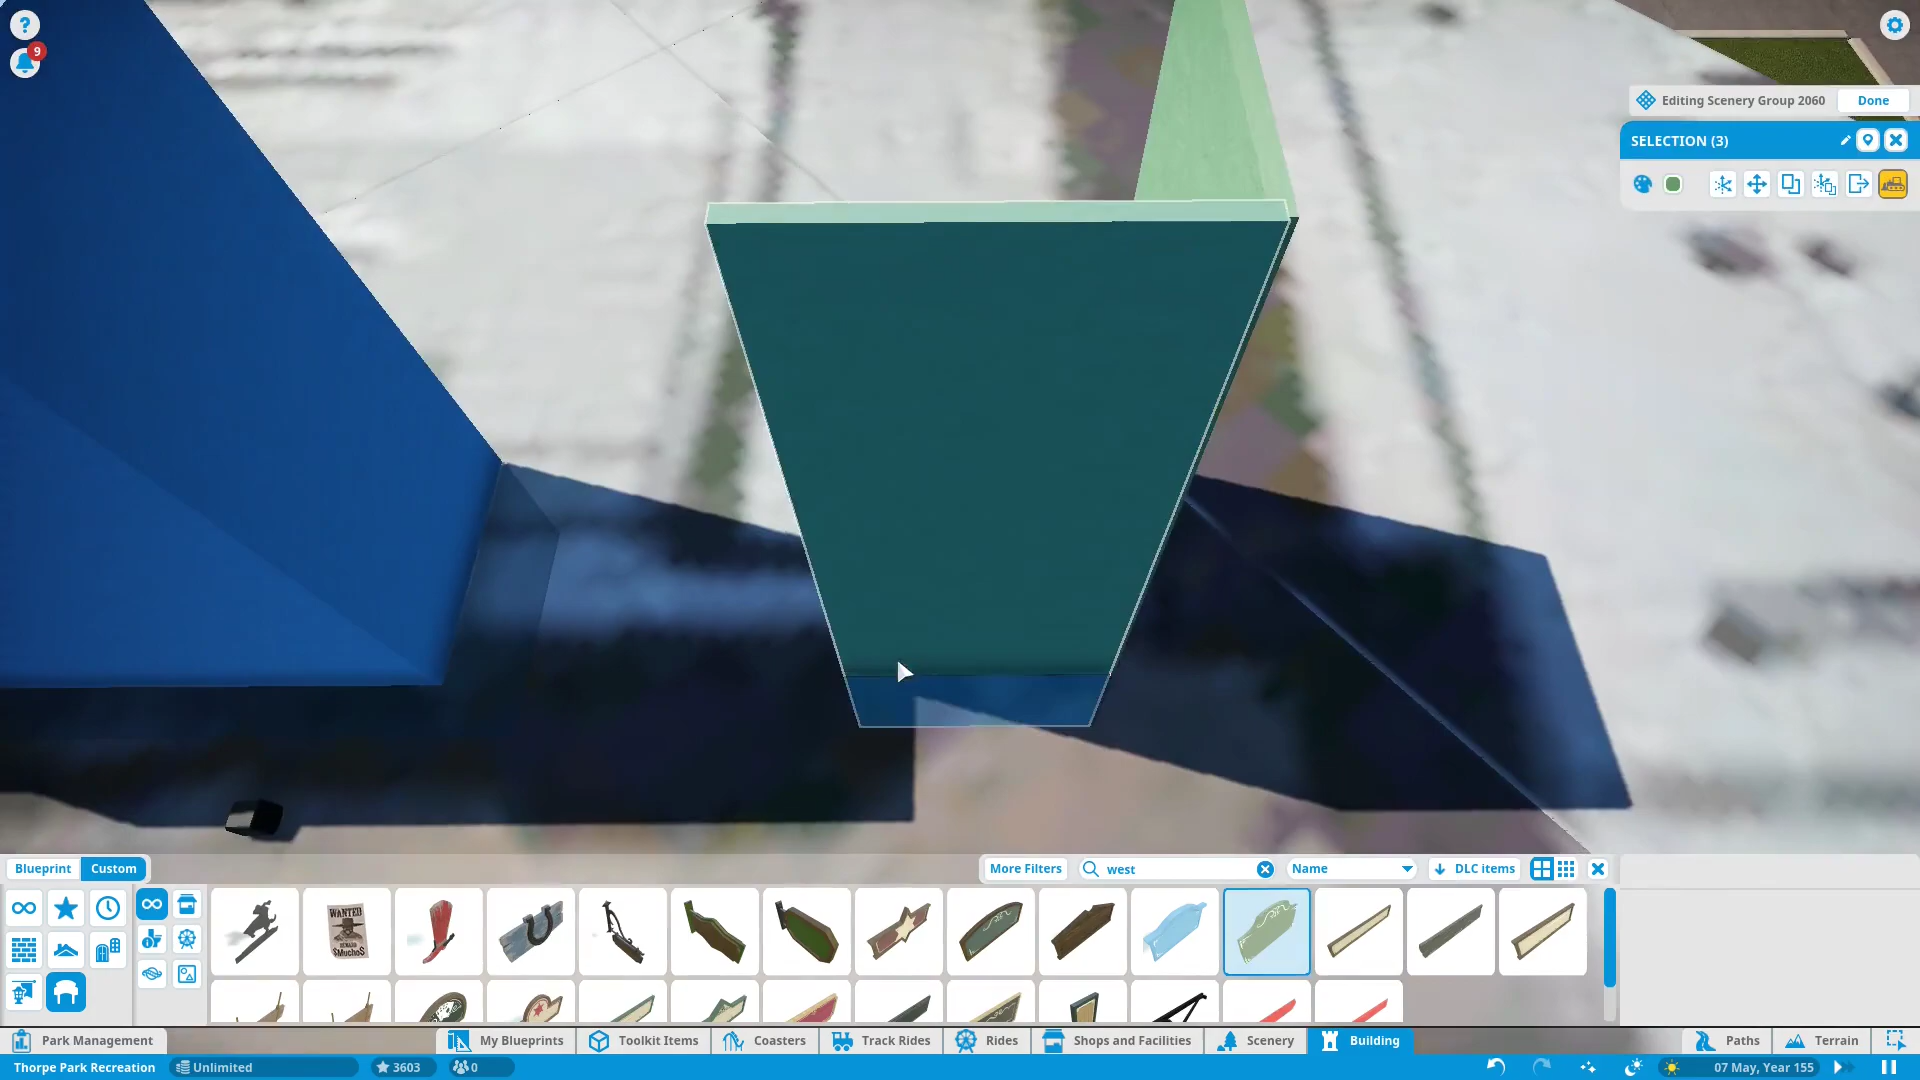 ?
9
Editing Scenery Group 2060
Done
SELECTION (3)
Blueprint
Custom
More Filters
west
Name
DLC items
WANTED
$MuchoS
Park Management
My Blueprints
Toolkit Items
Coasters
Track Rides
Rides
Shops and Facilities
Scenery
Building
Paths
Terrain
Thorpe Park Recreation
Unlimited
3603
0
07 May, Year 155